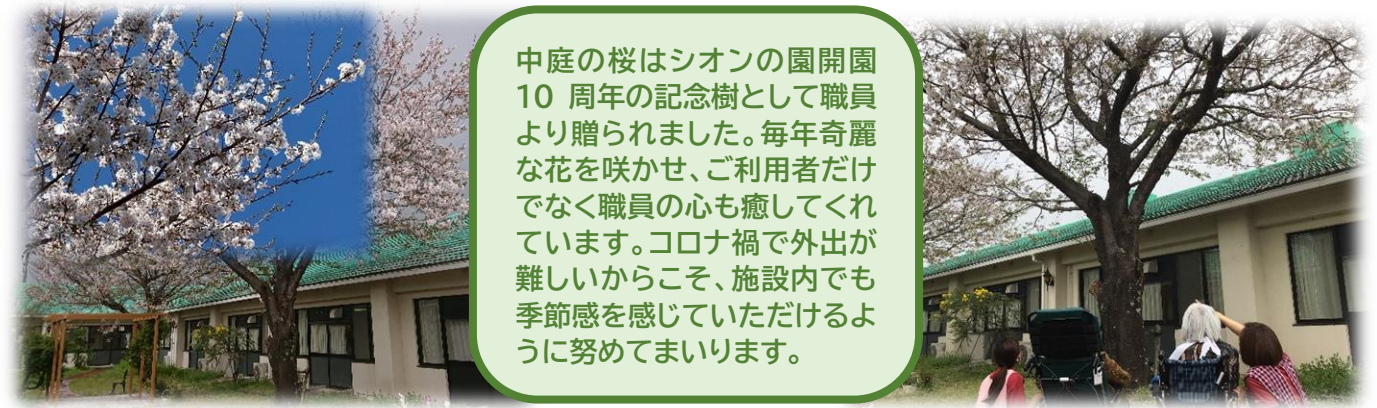 中庭の桜はシオンの園開園
10 周年の記念樹として職員
より贈られました。毎年奇麗
な花を咲かせ、ご利用者だけ
でなく職員の心も癒してくれ
ています。コロナ禍で外出が
難しいからこそ、施設内でも
季節感を感じていただけるよ
うに努めてまいります。